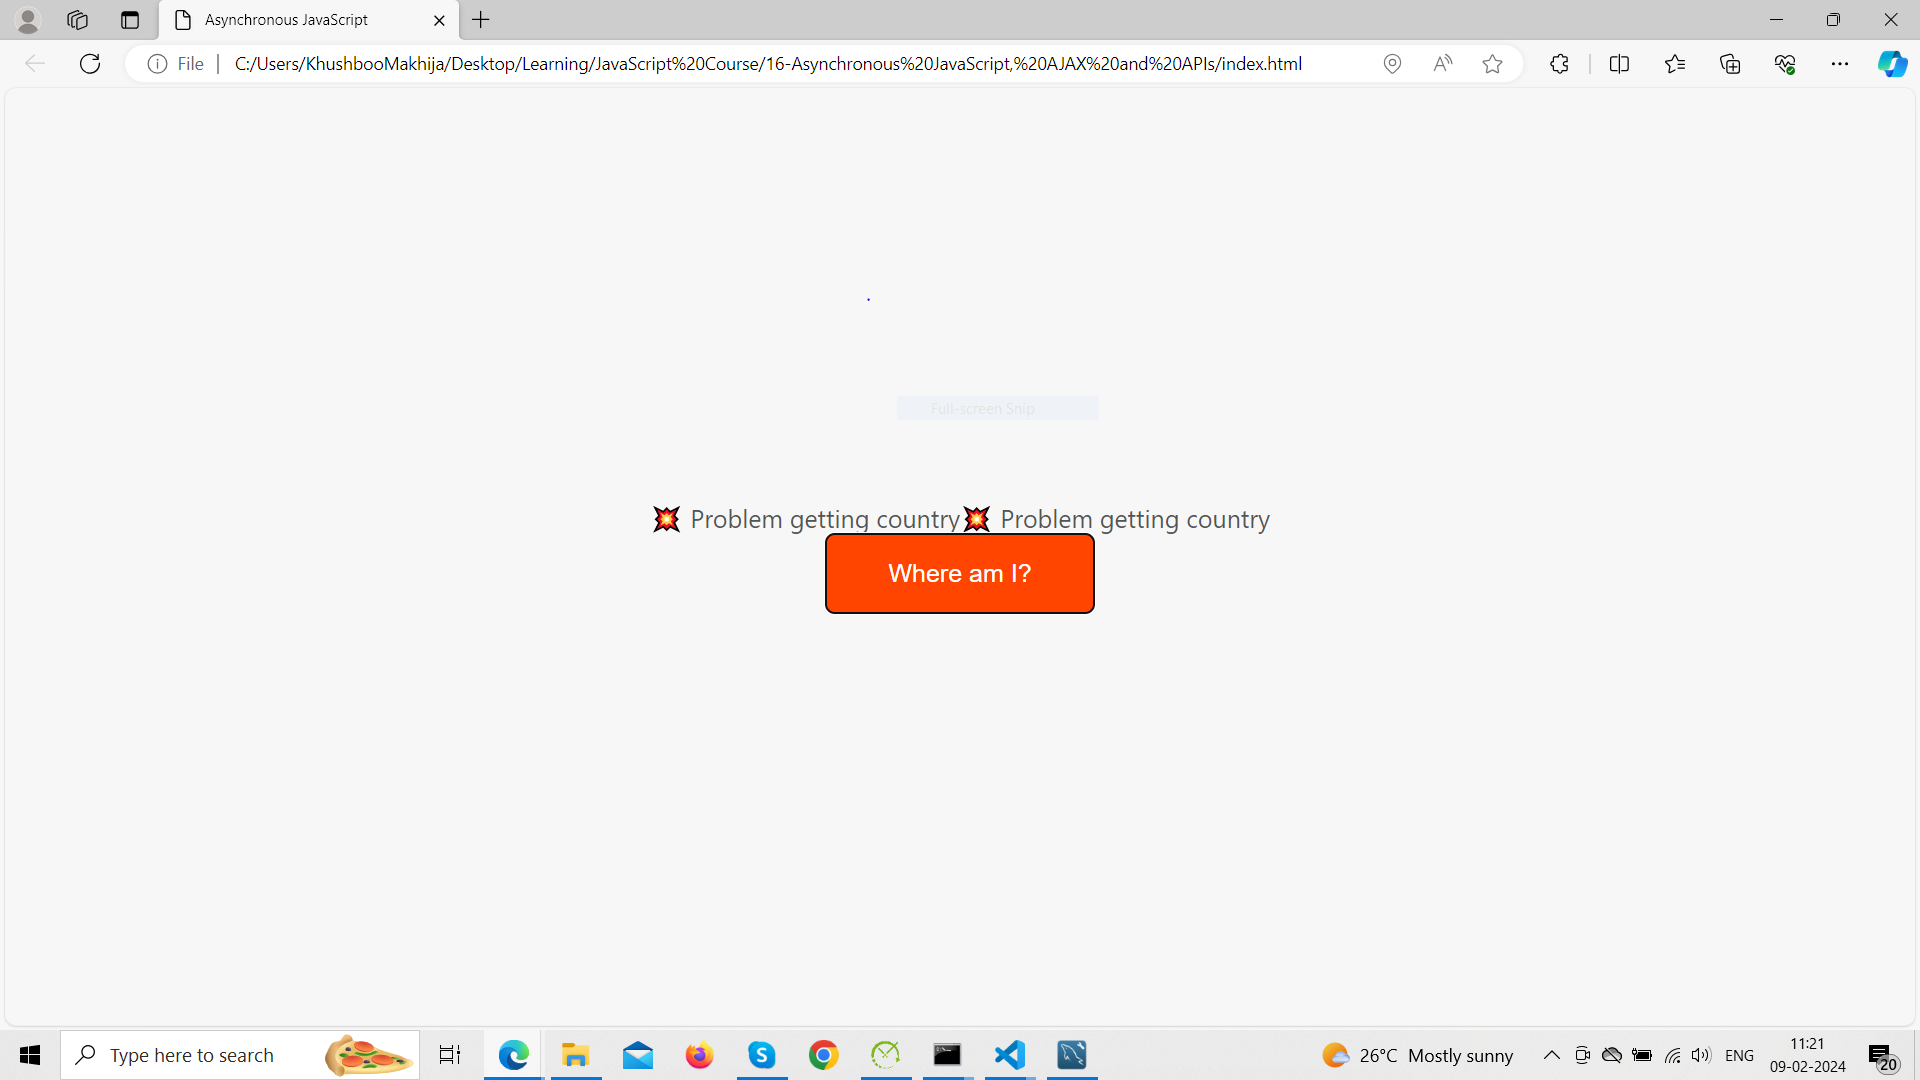 Asynchronous JavaScript
File
C:/Users/KhushbooMakhija/Desktop/Learning/JavaScript%20Course/16-Asynchronous%20JavaScript,%20AJAX%20and%20APIs/index.html
Full-screen Snip
💥 Problem getting country💥 Problem getting country
Where am I?
Type here to search
26°C Mostly sunny
ENG
11:21
09-02-2024
20